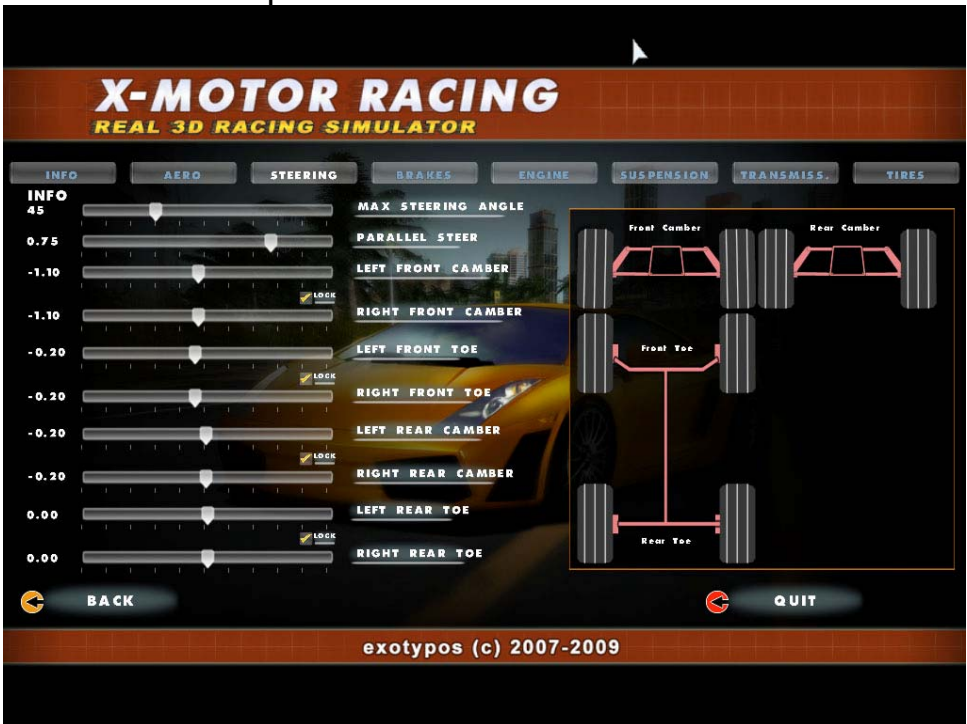 X-MOTOR RACING
REAL 3D RACING SIMULATOR
INFO AERO STEERING BRAKES ENGINE SUSPENSION TRANSMISS. TIRES
INFO
45 MAX STEERING ANGLE
0.75 PARALLEL STEER
-1.10 LEFT FRONT CAMBER
LOCK
-1.10 RIGHT FRONT CAMBER
-0.20 LEFT FRONT TOE
LOCK
-0.20 RIGHT FRONT TOE
-0.20 LEFT REAR CAMBER
LOCK
-0.20 RIGHT REAR CAMBER
0.00 LEFT REAR TOE
LOCK
0.00 RIGHT REAR TOE
Front Camber Rear Camber
Front Toe
Rear Toe
BACK QUIT
exotypos (c) 2007-2009